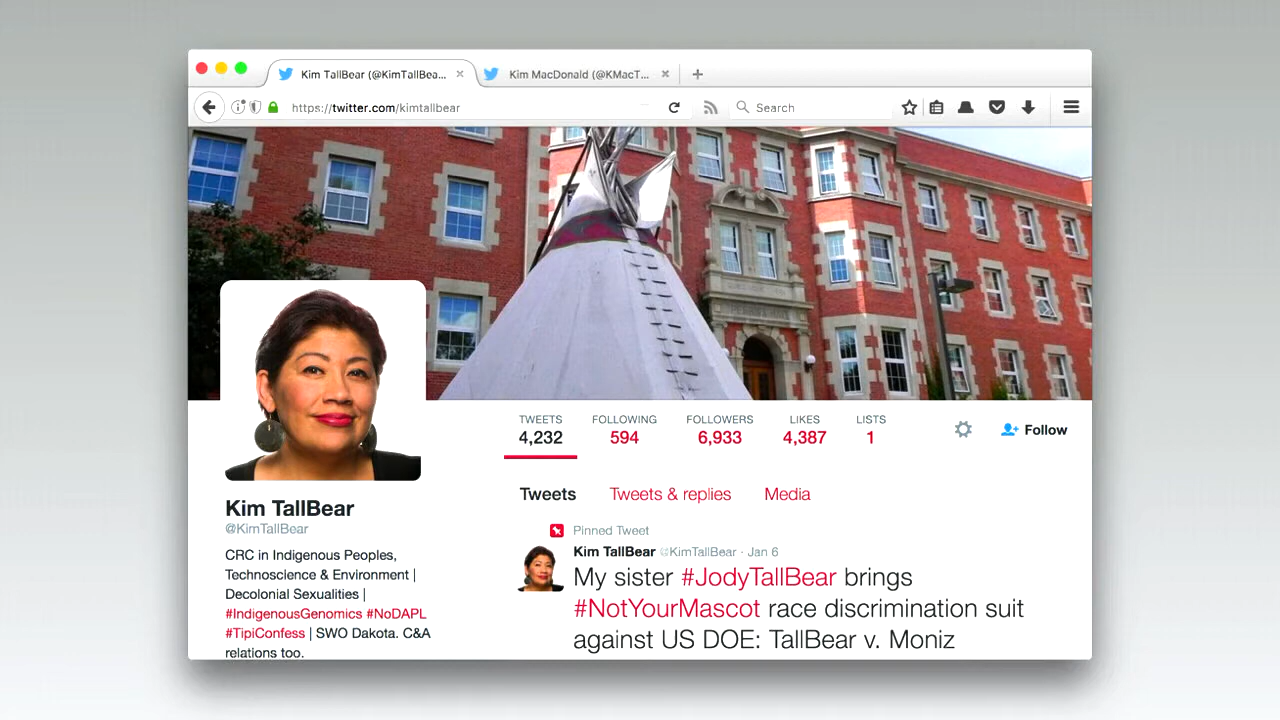 Kim TallBear (@KimTallBea...
Kim MacDonald (@KMacT...
https://twitter.com/kimtallbear
Search
TWEETS FOLLOWING FOLLOWERS LIKES LISTS
4,232 594 6,933 4,387 1
Follow
Tweets Tweets & replies Media
Kim TallBear
@KimTallBear
CRC in Indigenous Peoples,
Technoscience & Environment |
Decolonial Sexualities |
#IndigenousGenomics #NoDAPL
#TipiConfess | SWO Dakota. C&A
relations too.
Pinned Tweet
Kim TallBear @KimTallBear · Jan 6
My sister #JodyTallBear brings
#NotYourMascot race discrimination suit
against US DOE: TallBear v. Moniz